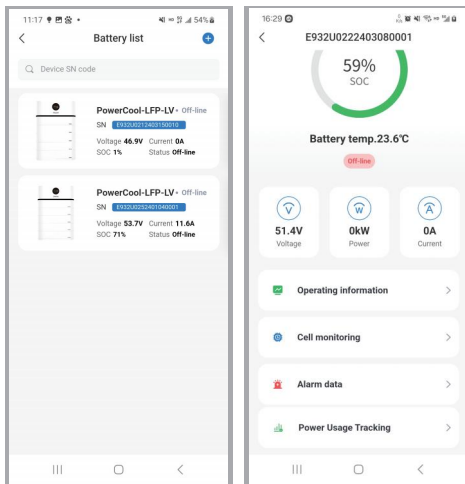 11:17
54%
Battery list
Device SN code
PowerCool-LFP-LV • Off-line
SN E932U0212403150010
Voltage 46.9V Current 0A
SOC 1% Status Off-line
PowerCool-LFP-LV • Off-line
SN E932U0252401040001
Voltage 53.7V Current 11.6A
SOC 71% Status Off-line
16:29
E932U0222403080001
59%
SOC
Battery temp.23.6℃
Off-line
V
W
A
51.4V
0kW
0A
Voltage
Power
Current
Operating information
Cell monitoring
Alarm data
Power Usage Tracking